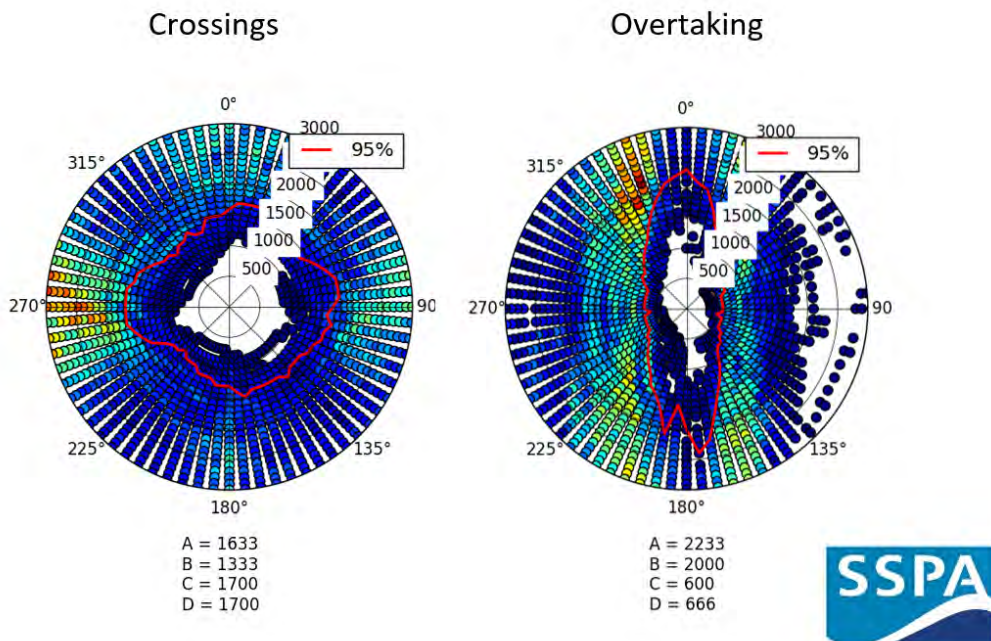 Crossings
Overtaking
0°
3000
95%
315°
2000
1500
1000
500
270°
90
225°
135°
180°
A = 1633
B = 1333
C = 1700
D = 1700
0°
3000
95%
315°
2000
1500
1000
500
270°
90
225°
135°
180°
A = 2233
B = 2000
C = 600
D = 666
SSPA